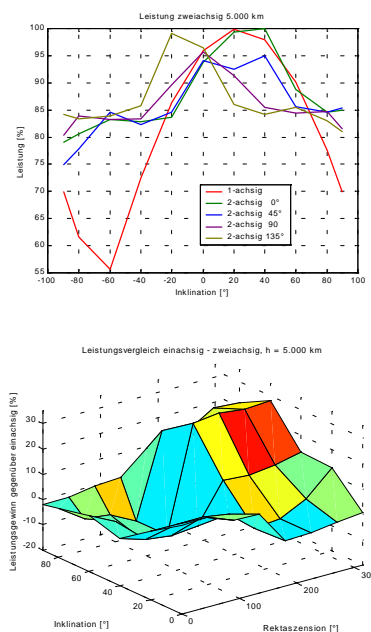 Leistung zweiachsig 5.000 km
100
95
90
85
80
75
70
65
60
55
Leistung [%]
1-achsig
2-achsig 0°
2-achsig 45°
2-achsig 90
2-achsig 135°
-100 -80 -60 -40 -20 0 20 40 60 80 100
Inklination [°]
Leistungsvergleich einachsig - zweiachsig, h = 5.000 km
Leistungsgewinn gegenüber einachsig [%]
30
20
10
0
-10
-20
80
60
40
20
0
0
100
200
30
Inklination [°]
Rektaszension [°]